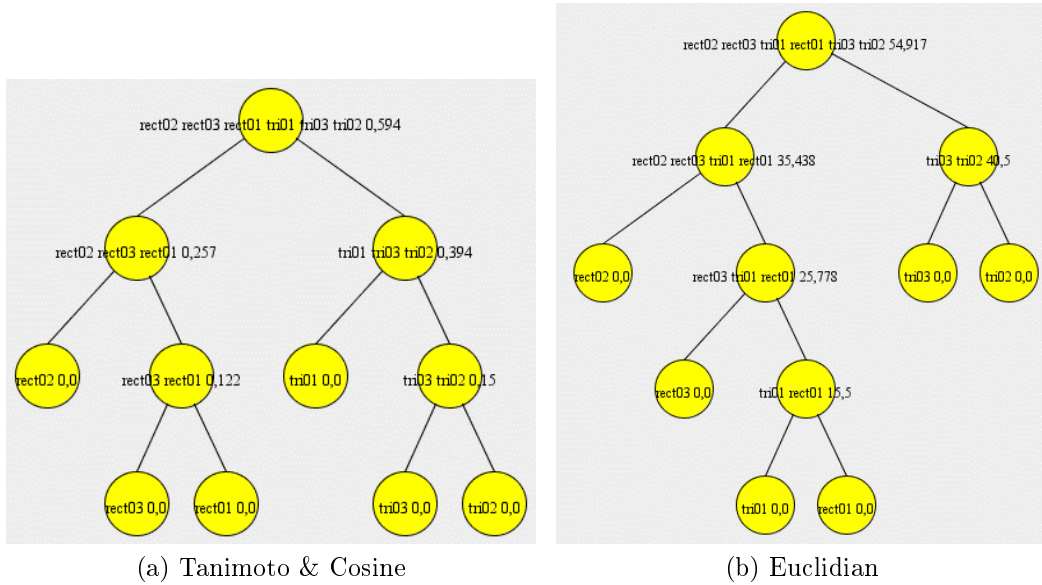 rect02 rect03 rect01 tri01 tri03 tri02 0,594
rect02 rect03 rect01 0,257
tri01 tri03 tri02 0,394
rect02 0,0
rect03 rect01 0,122
tri01 0,0
tri03 tri02 0,15
rect03 0,0
rect01 0,0
tri03 0,0
tri02 0,0
(a) Tanimoto & Cosine
rect02 rect03 tri01 rect01 tri03 tri02 54,917
rect02 rect03 tri01 rect01 35,438
tri03 tri02 40,5
rect02 0,0
rect03 tri01 rect01 25,778
tri03 0,0
tri02 0,0
rect03 0,0
tri01 rect01 15,5
tri01 0,0
rect01 0,0
(b) Euclidian